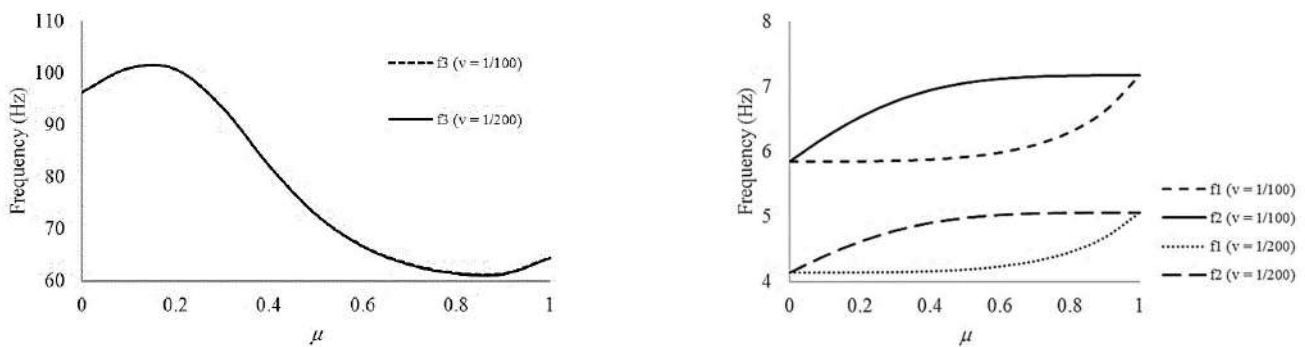 110
100
90
80
70
60
Frequency (Hz)
0
0.2
0.4
0.6
0.8
1
μ
f3 (v = 1/100)
f3 (v = 1/200)
8
7
6
5
4
Frequency (Hz)
0
0.2
0.4
0.6
0.8
1
μ
f1 (v = 1/100)
f2 (v = 1/100)
f1 (v = 1/200)
f2 (v = 1/200)